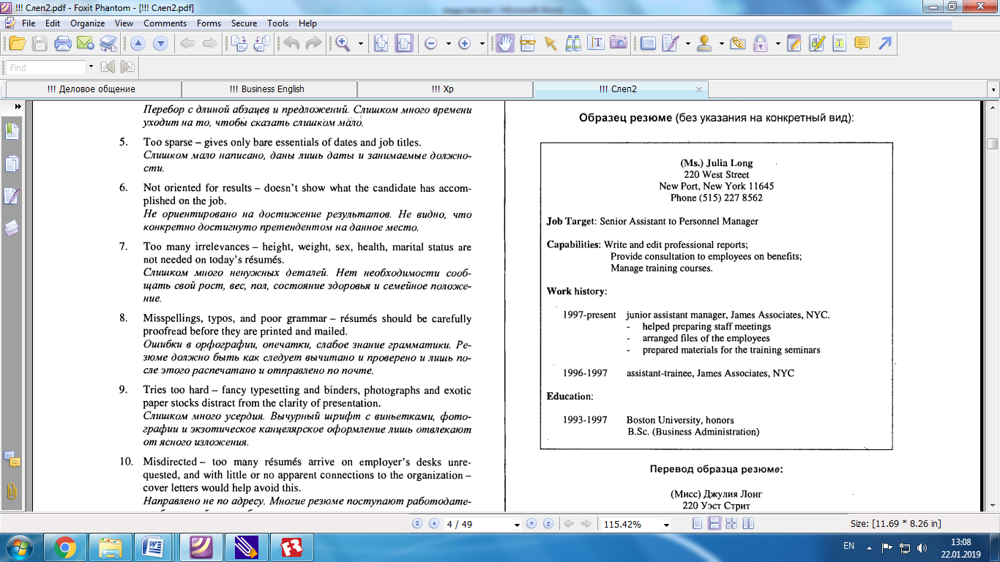 !!! Слеп2.pdf - Foxit Phantom - [!!! Слеп2.pdf]
File Edit Organize View Comments Forms Secure Tools Help
Find
!!! Деловое общение !!! Business English !!! Xp !!! Слеп2
Перебор с длиной абзацев и предложений. Слишком много времени
уходит на то, чтобы сказать слишком мало.
5. Too sparse – gives only bare essentials of dates and job titles.
Слишком мало написано, даны лишь даты и занимаемые должно-
сти.
6. Not oriented for results – doesn't show what the candidate has accom-
plished on the job.
Не ориентировано на достижение результатов. Не видно, что
конкретно достигнуто претендентом на данное место.
7. Too many irrelevances – height, weight, sex, health, marital status are
not needed on today's résumés.
Слишком много ненужных деталей. Нет необходимости сооб-
щать свой рост, вес, пол, состояние здоровья и семейное положе-
ние.
8. Misspellings, typos, and poor grammar – résumés should be carefully
proofread before they are printed and mailed.
Ошибки в орфографии, опечатки, слабое знание грамматики. Ре-
зюме должно быть как следует вычитано и проверено и лишь по-
сле этого распечатано и отправлено по почте.
9. Tries too hard – fancy typesetting and binders, photographs and exotic
paper stocks distract from the clarity of presentation.
Слишком много усердия. Вычурный шрифт с виньетками, фото-
графии и экзотическое канцелярское оформление лишь отвлекают
от ясного изложения.
10. Misdirected – too many résumés arrive on employer's desks unre-
quested, and with little or no apparent connections to the organization –
cover letters would help avoid this.
Направлено не по адресу. Многие резюме поступают работодате-
Образец резюме (без указания на конкретный вид):
(Ms.) Julia Long
220 West Street
New Port, New York 11645
Phone (515) 227 8562
Job Target: Senior Assistant to Personnel Manager
Capabilities: Write and edit professional reports;
Provide consultation to employees on benefits;
Manage training courses.
Work history:
1997-present junior assistant manager, James Associates, NYC.
- helped preparing staff meetings
- arranged files of the employees
- prepared materials for the training seminars
1996-1997 assistant-trainee, James Associates, NYC
Education:
1993-1997 Boston University, honors
B.Sc. (Business Administration)
Перевод образца резюме:
(Мисс) Джулия Лонг
220 Уэст Стрит
4 / 49 115.42% Size: [11.69 * 8.26 in]
EN 13:08
22.01.2019